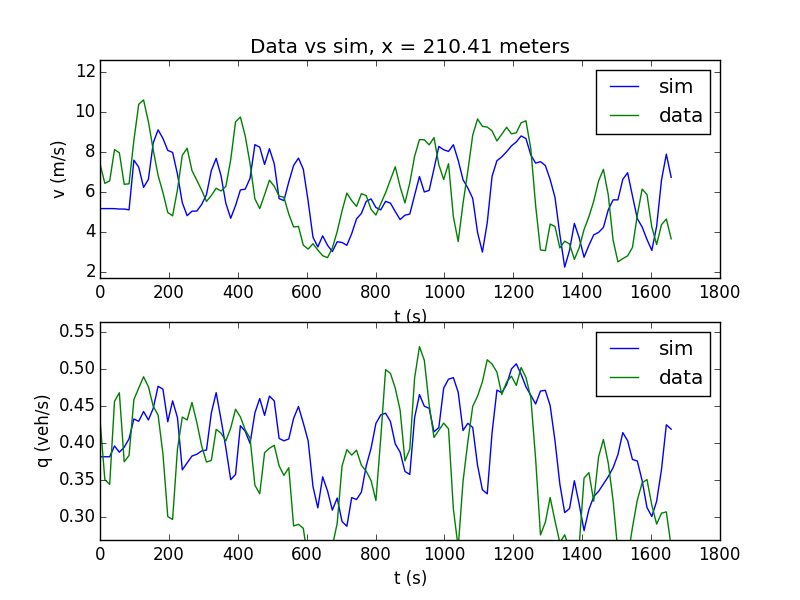 Data vs sim, x = 210.41 meters
12
10
8
6
4
2
v (m/s)
sim
data
0 200 400 600 800 1000 1200 1400 1600 1800
t (s)
0.55
0.50
0.45
0.40
0.35
0.30
q (veh/s)
sim
data
0 200 400 600 800 1000 1200 1400 1600 1800
t (s)